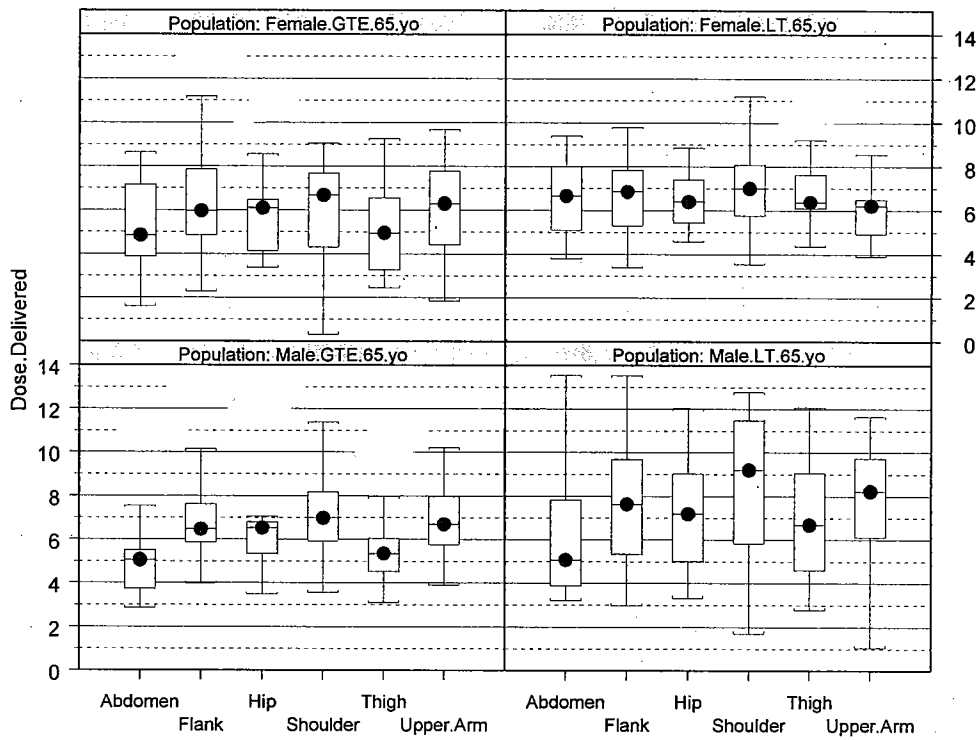 Population: Female.GTE.65.yo
Population: Female.LT.65.yo
14
12
10
8
6
4
2
0
Dose.Delivered
Population: Male.GTE.65.yo
Population: Male.LT.65.yo
14
12
10
8
6
4
2
0
Abdomen
Flank
Hip
Shoulder
Thigh
Upper.Arm
Abdomen
Flank
Hip
Shoulder
Thigh
Upper.Arm